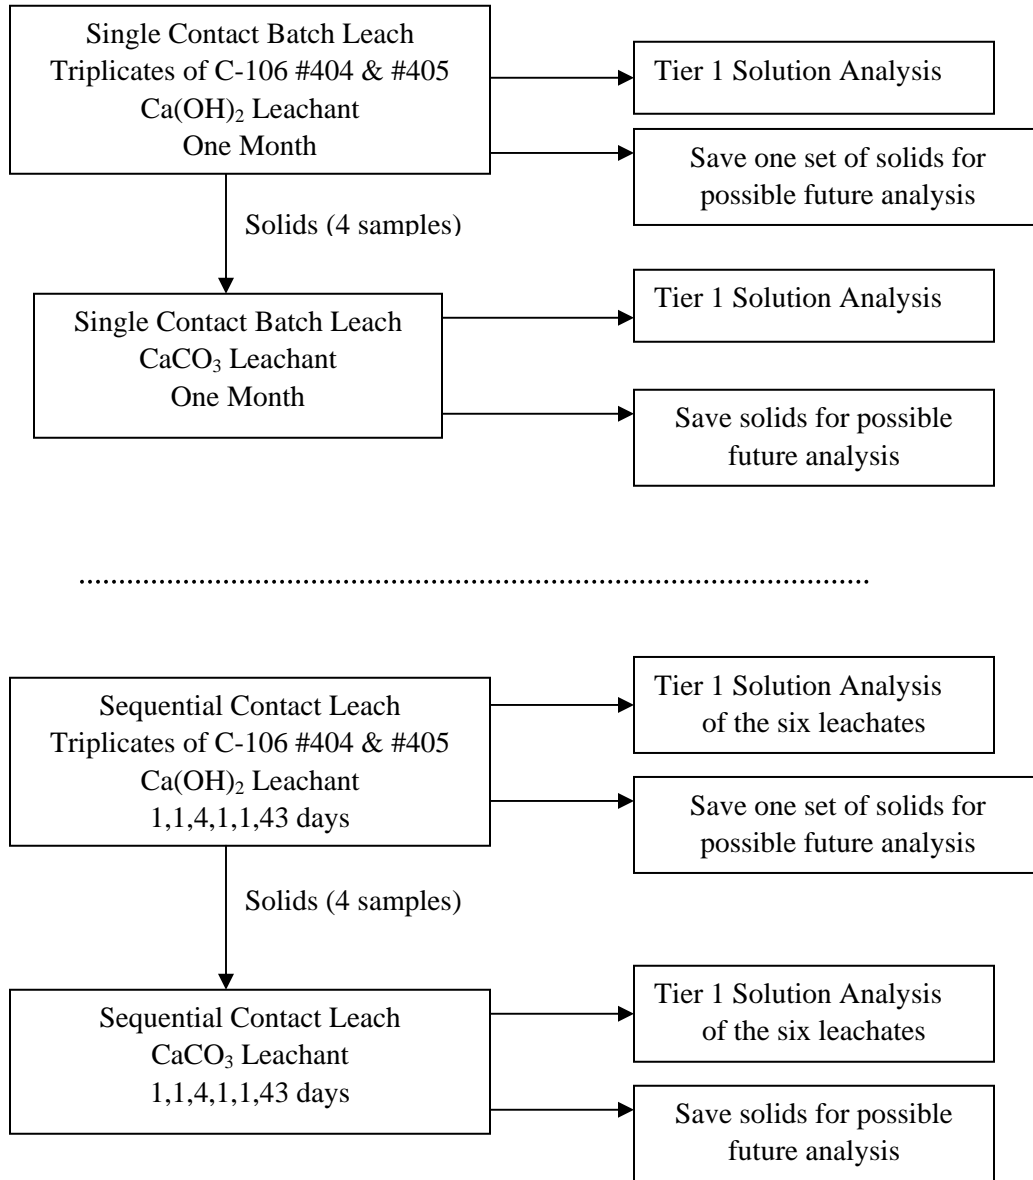 Single Contact Batch Leach
Triplicates of C-106 #404 & #405
Ca(OH)₂ Leachant
One Month
Tier 1 Solution Analysis
Save one set of solids for
possible future analysis
Solids (4 samples)
Single Contact Batch Leach
CaCO₃ Leachant
One Month
Tier 1 Solution Analysis
Save solids for possible
future analysis
Sequential Contact Leach
Triplicates of C-106 #404 & #405
Ca(OH)₂ Leachant
1,1,4,1,1,43 days
Tier 1 Solution Analysis
of the six leachates
Save one set of solids for
possible future analysis
Solids (4 samples)
Sequential Contact Leach
CaCO₃ Leachant
1,1,4,1,1,43 days
Tier 1 Solution Analysis
of the six leachates
Save solids for possible
future analysis